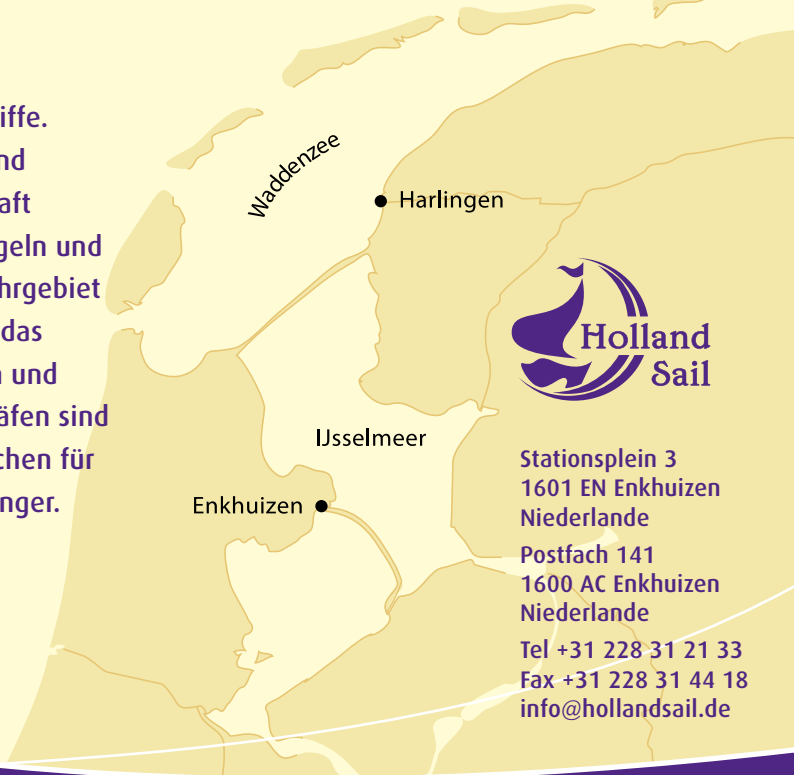 iffe.
nd
aft
geln und
hrgebiet
das
n und
äfen sind
chen für
nger.
Waddenzee
Harlingen
IJsselmeer
Enkhuizen
Holland
Sail
Stationsplein 3
1601 EN Enkhuizen
Niederlande
Postfach 141
1600 AC Enkhuizen
Niederlande
Tel +31 228 31 21 33
Fax +31 228 31 44 18
info@hollandsail.de